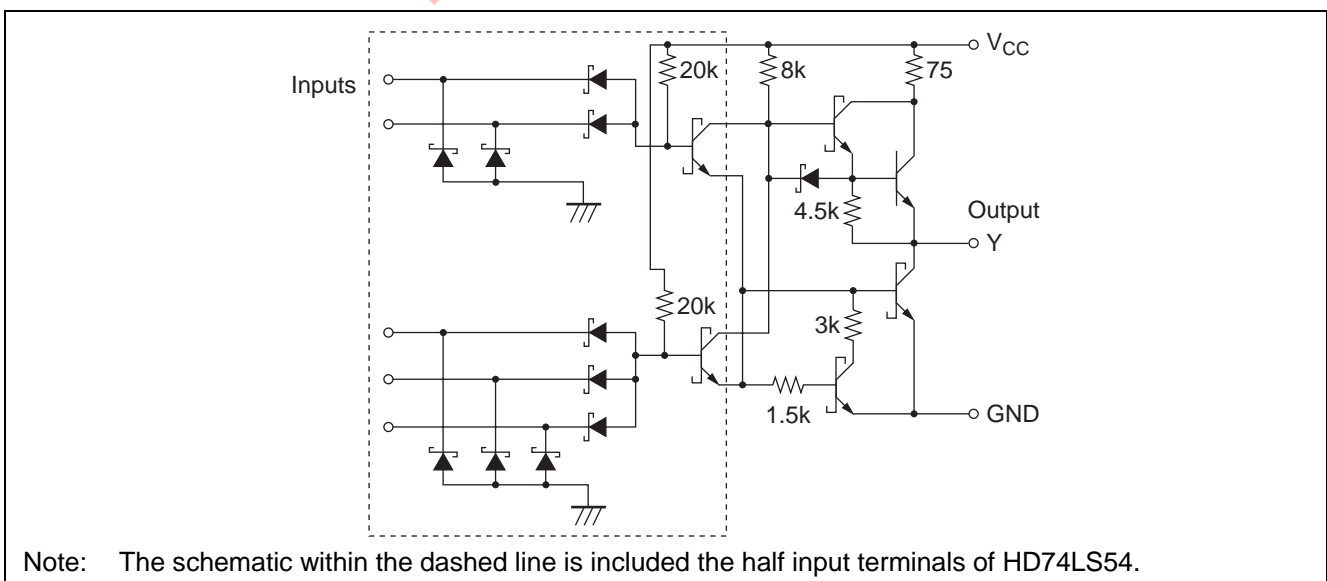 V_CC
20k
8k
75
Inputs
4.5k
Output
Y
20k
3k
1.5k
GND
Note: The schematic within the dashed line is included the half input terminals of HD74LS54.